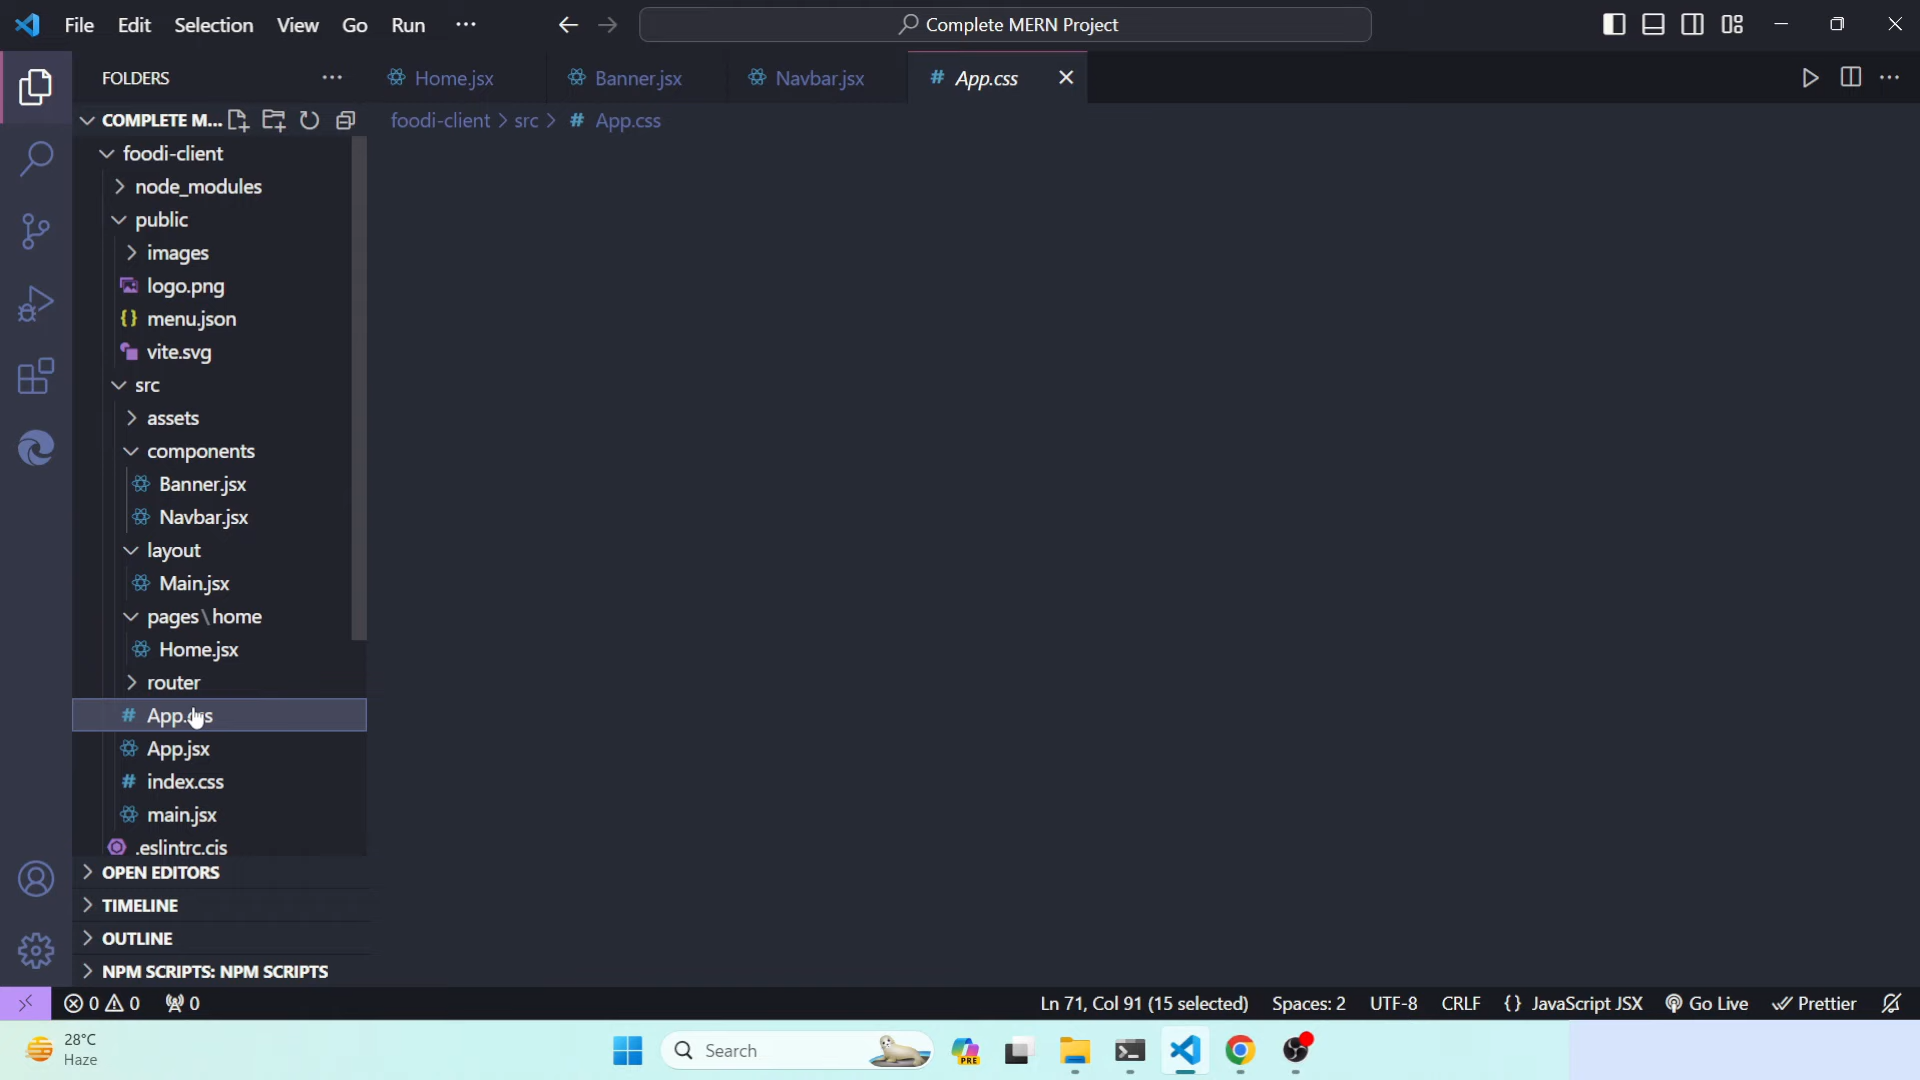 File Edit Selection View Go Run ··· Complete MERN Project
FOLDERS ··· Home.jsx Banner.jsx Navbar.jsx # App.css
COMPLETE M... foodi-client > src > # App.css
foodi-client
node_modules
public
images
logo.png
{} menu.json
vite.svg
src
assets
components
Banner.jsx
Navbar.jsx
layout
Main.jsx
pages\home
Home.jsx
router
# App.css
App.jsx
# index.css
main.jsx
.eslintrc.cjs
OPEN EDITORS
TIMELINE
OUTLINE
NPM SCRIPTS: NPM SCRIPTS
0 0 0 Ln 71, Col 91 (15 selected) Spaces: 2 UTF-8 CRLF {} JavaScript JSX Go Live Prettier
28°C
Haze
Search
PRE